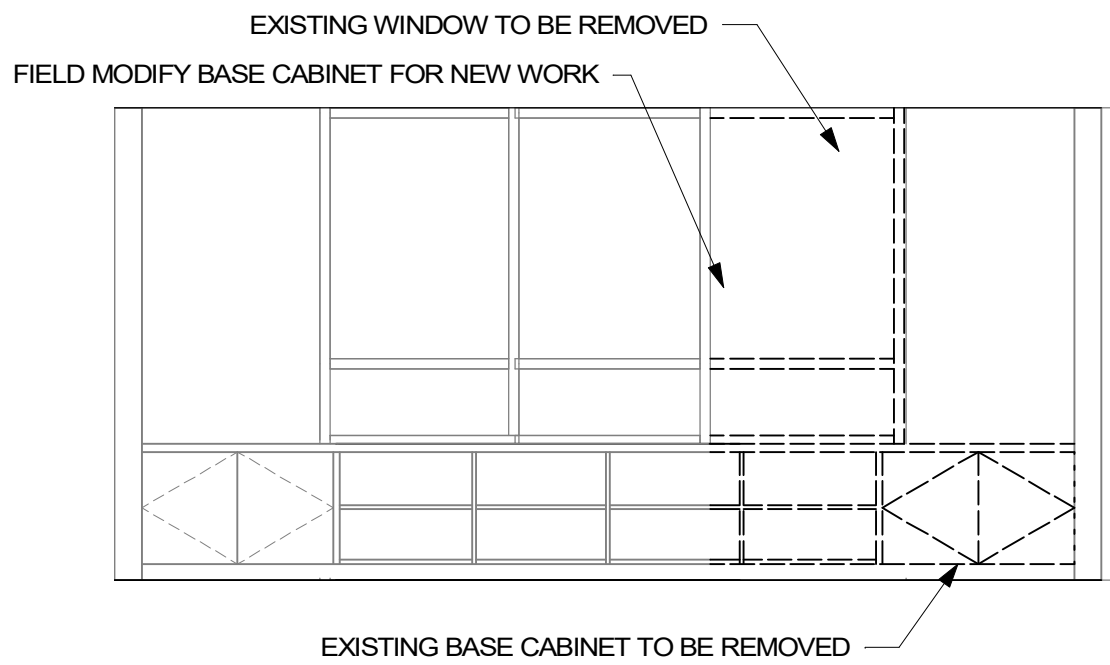 EXISTING WINDOW TO BE REMOVED
FIELD MODIFY BASE CABINET FOR NEW WORK
EXISTING BASE CABINET TO BE REMOVED